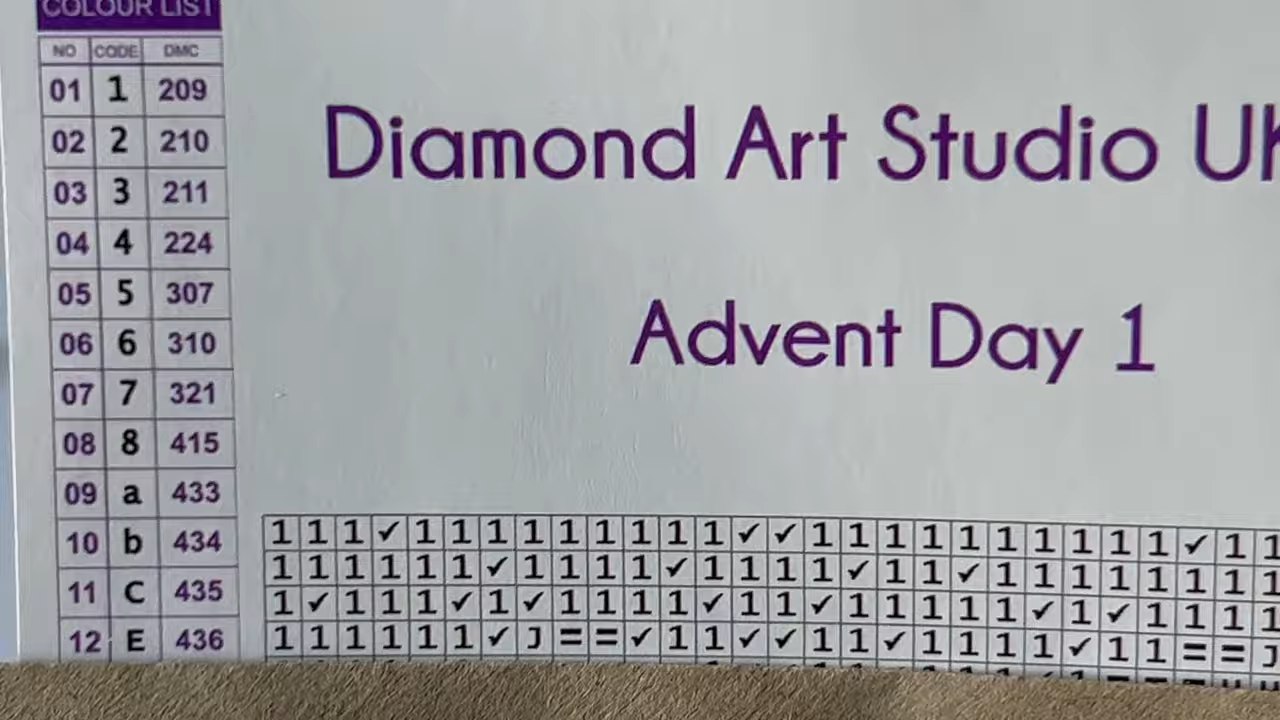 COLOUR LIST
NO CODE DMC
01 1 209
02 2 210
03 3 211
04 4 224
05 5 307
06 6 310
07 7 321
08 8 415
09 a 433
10 b 434
11 C 435
12 E 436
Diamond Art Studio UK
Advent Day 1
1 1 1 ✓ 1 1 1 1 1 1 1 1 1 ✓ ✓ 1 1 1 1 1 1 1 1 1 1 ✓ 1 1
1 1 1 1 1 1 ✓ 1 1 1 1 ✓ 1 1 1 1 ✓ 1 1 ✓ 1 1 1 1 1 1 1 1
1 ✓ 1 1 1 ✓ 1 ✓ 1 1 1 1 ✓ 1 1 ✓ 1 1 1 1 1 ✓ 1 ✓ 1 1 1 1
1 1 1 1 1 1 ✓ J = = ✓ 1 1 ✓ ✓ 1 1 ✓ 1 1 1 1 ✓ 1 1 = = J